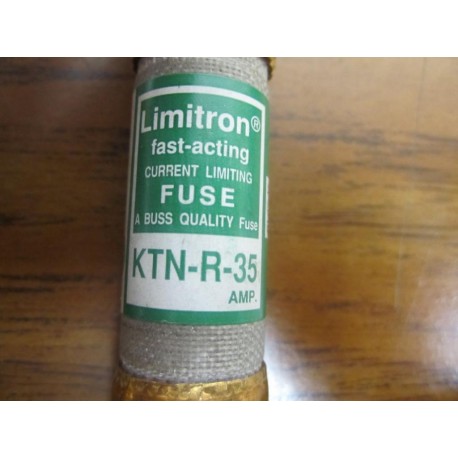 Limitron®
fast-acting
CURRENT LIMITING
FUSE
A BUSS QUALITY Fuse
KTN-R-35
AMP.